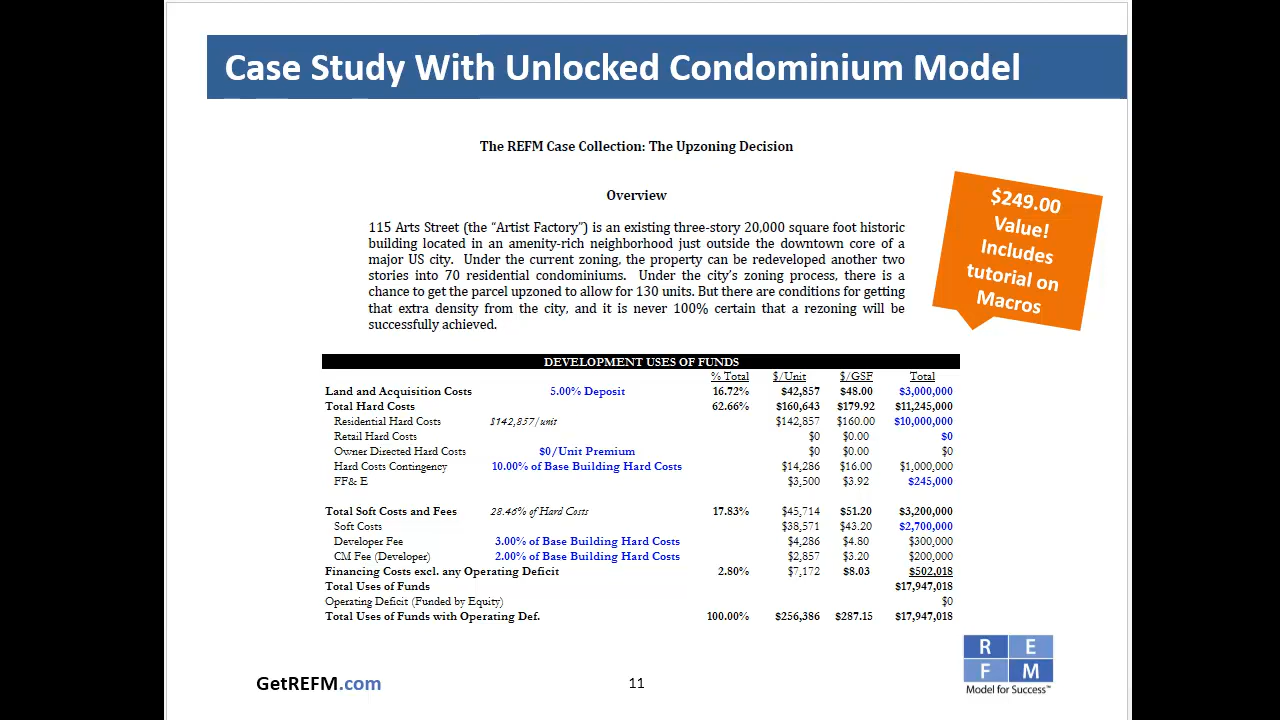 Case Study With Unlocked Condominium Model
The REFM Case Collection: The Upzoning Decision
Overview
115 Arts Street (the “Artist Factory”) is an existing three-story 20,000 square foot historic
building located in an amenity-rich neighborhood just outside the downtown core of a
major US city. Under the current zoning, the property can be redeveloped another two
stories into 70 residential condominiums. Under the city’s zoning process, there is a
chance to get the parcel upzoned to allow for 130 units. But there are conditions for getting
that extra density from the city, and it is never 100% certain that a rezoning will be
successfully achieved.
$249.00
Value!
Includes
tutorial on
Macros
DEVELOPMENT USES OF FUNDS
% Total $/Unit $/GSF Total
Land and Acquisition Costs 5.00% Deposit 16.72% $42,857 $48.00 $3,000,000
Total Hard Costs 62.66% $160,643 $179.92 $11,245,000
Residential Hard Costs $142,857/unit $142,857 $160.00 $10,000,000
Retail Hard Costs $0 $0.00 $0
Owner Directed Hard Costs $0/Unit Premium $0 $0.00 $0
Hard Costs Contingency 10.00% of Base Building Hard Costs $14,286 $16.00 $1,000,000
FF& E $3,500 $3.92 $245,000
Total Soft Costs and Fees 28.46% of Hard Costs 17.83% $45,714 $51.20 $3,200,000
Soft Costs $38,571 $43.20 $2,700,000
Developer Fee 3.00% of Base Building Hard Costs $4,286 $4.80 $300,000
CM Fee (Developer) 2.00% of Base Building Hard Costs $2,857 $3.20 $200,000
Financing Costs excl. any Operating Deficit 2.80% $7,172 $8.03 $502,018
Total Uses of Funds $17,947,018
Operating Deficit (Funded by Equity) $0
Total Uses of Funds with Operating Def. 100.00% $256,386 $287.15 $17,947,018
GetREFM.com
11
R E
F M
Model for Success™